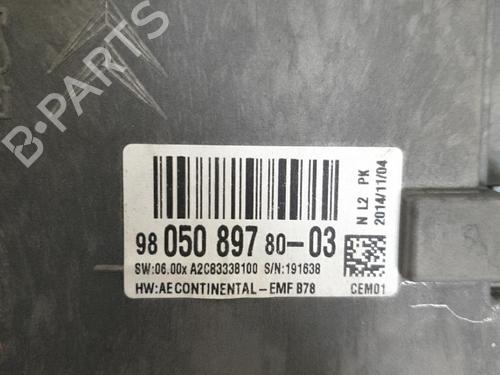 B-PARTS
98 050 897 80-03
SW:06.00x A2C83338100 S/N:191638
HW:AE CONTINENTAL-EMF B78
CEM01
N L2 PK
2014/11/04